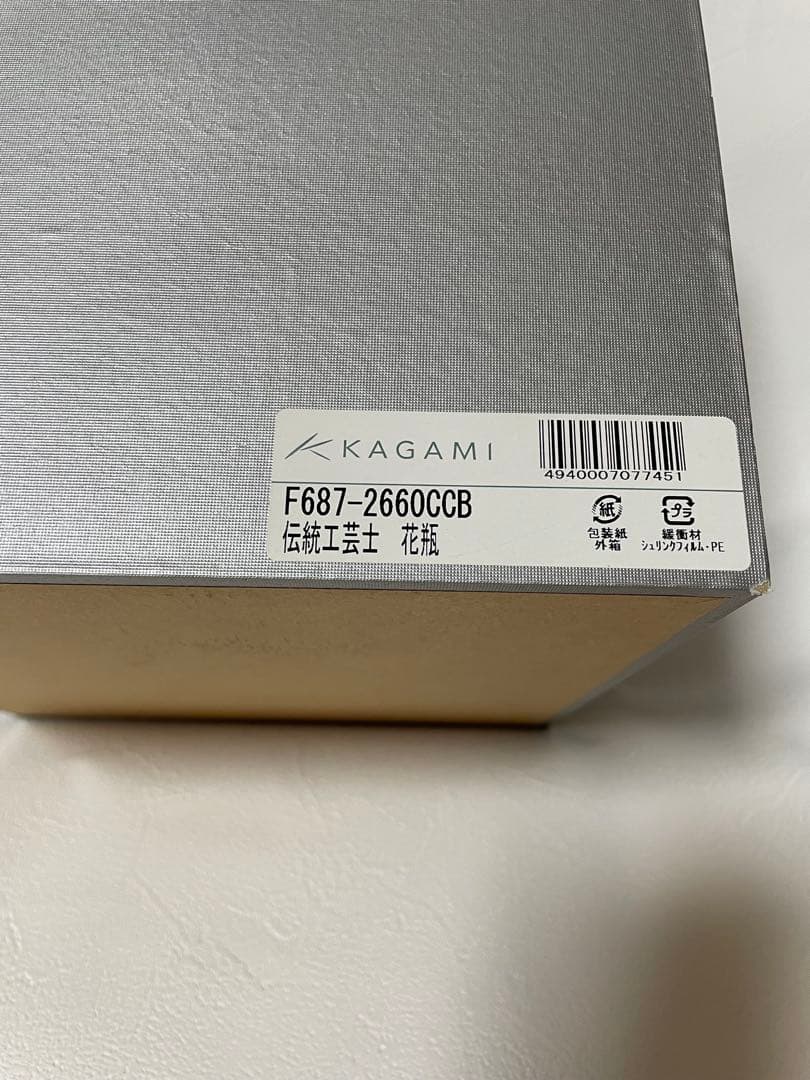 KAGAMI
4940007077451
F687-2660CCB
伝統工芸士 花瓶
紙
包装紙
外箱
プラ
緩衝材
シュリンクフィルム・PE